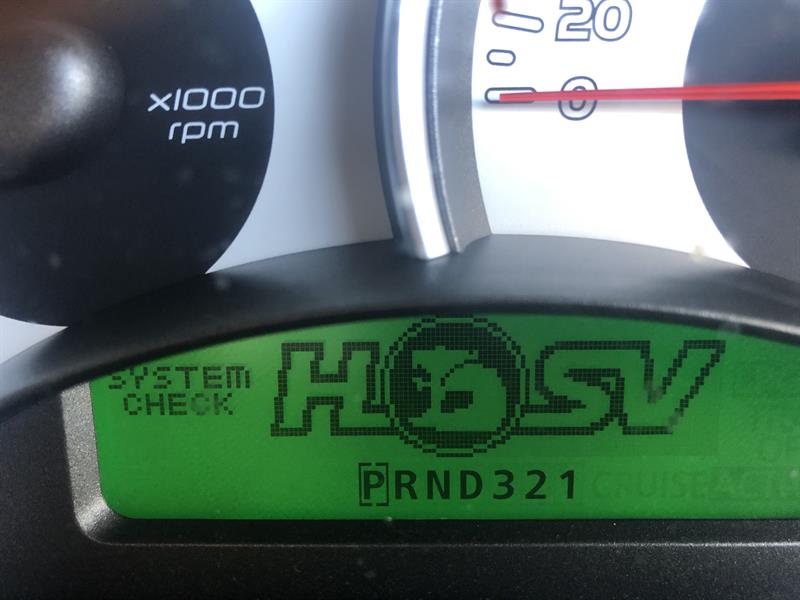 x1000
rpm
20
0
SYSTEM
CHECK
HSV
PRND321
CRUISE